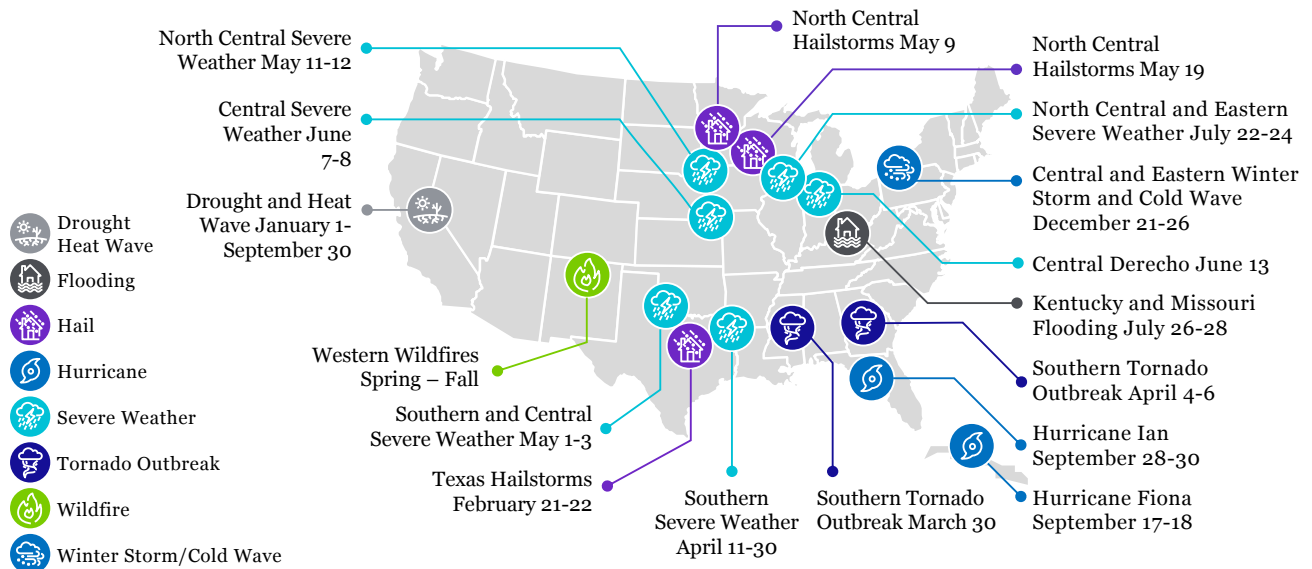 North Central Severe
Weather May 11-12
Central Severe
Weather June
7-8
Drought and Heat
Wave January 1-
September 30
North Central
Hailstorms May 9
North Central
Hailstorms May 19
North Central and Eastern
Severe Weather July 22-24
Central and Eastern Winter
Storm and Cold Wave
December 21-26
Central Derecho June 13
Kentucky and Missouri
Flooding July 26-28
Southern Tornado
Outbreak April 4-6
Hurricane Ian
September 28-30
Hurricane Fiona
September 17-18
Western Wildfires
Spring – Fall
Southern and Central
Severe Weather May 1-3
Texas Hailstorms
February 21-22
Southern
Severe Weather
April 11-30
Southern Tornado
Outbreak March 30
Drought
Heat Wave
Flooding
Hail
Hurricane
Severe Weather
Tornado Outbreak
Wildfire
Winter Storm/Cold Wave